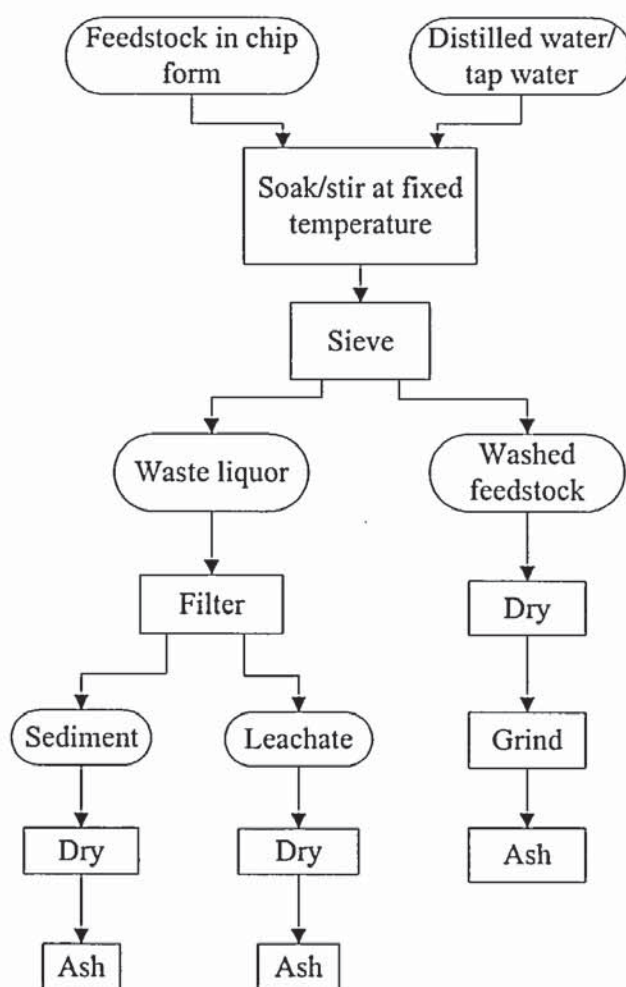 Feedstock in chip
form
Distilled water/
tap water
Soak/stir at fixed
temperature
Sieve
Waste liquor
Washed
feedstock
Filter
Dry
Sediment
Leachate
Grind
Dry
Dry
Ash
Ash
Ash